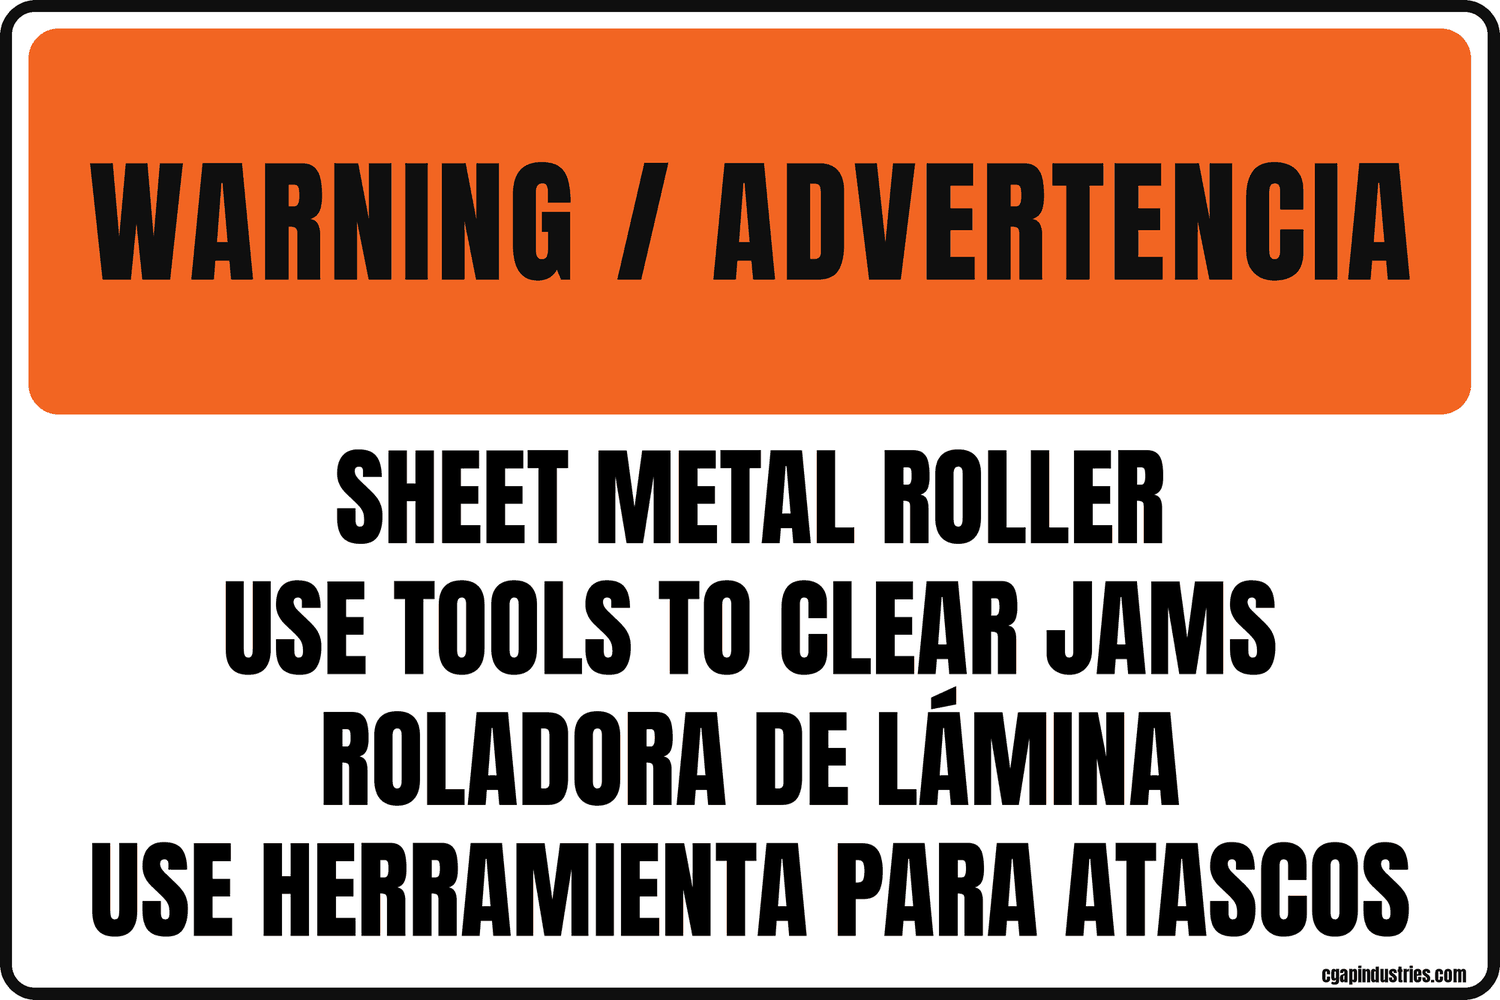 WARNING / ADVERTENCIA
SHEET METAL ROLLER
USE TOOLS TO CLEAR JAMS
ROLADORA DE LÁMINA
USE HERRAMIENTA PARA ATASCOS
cgapindustries.com